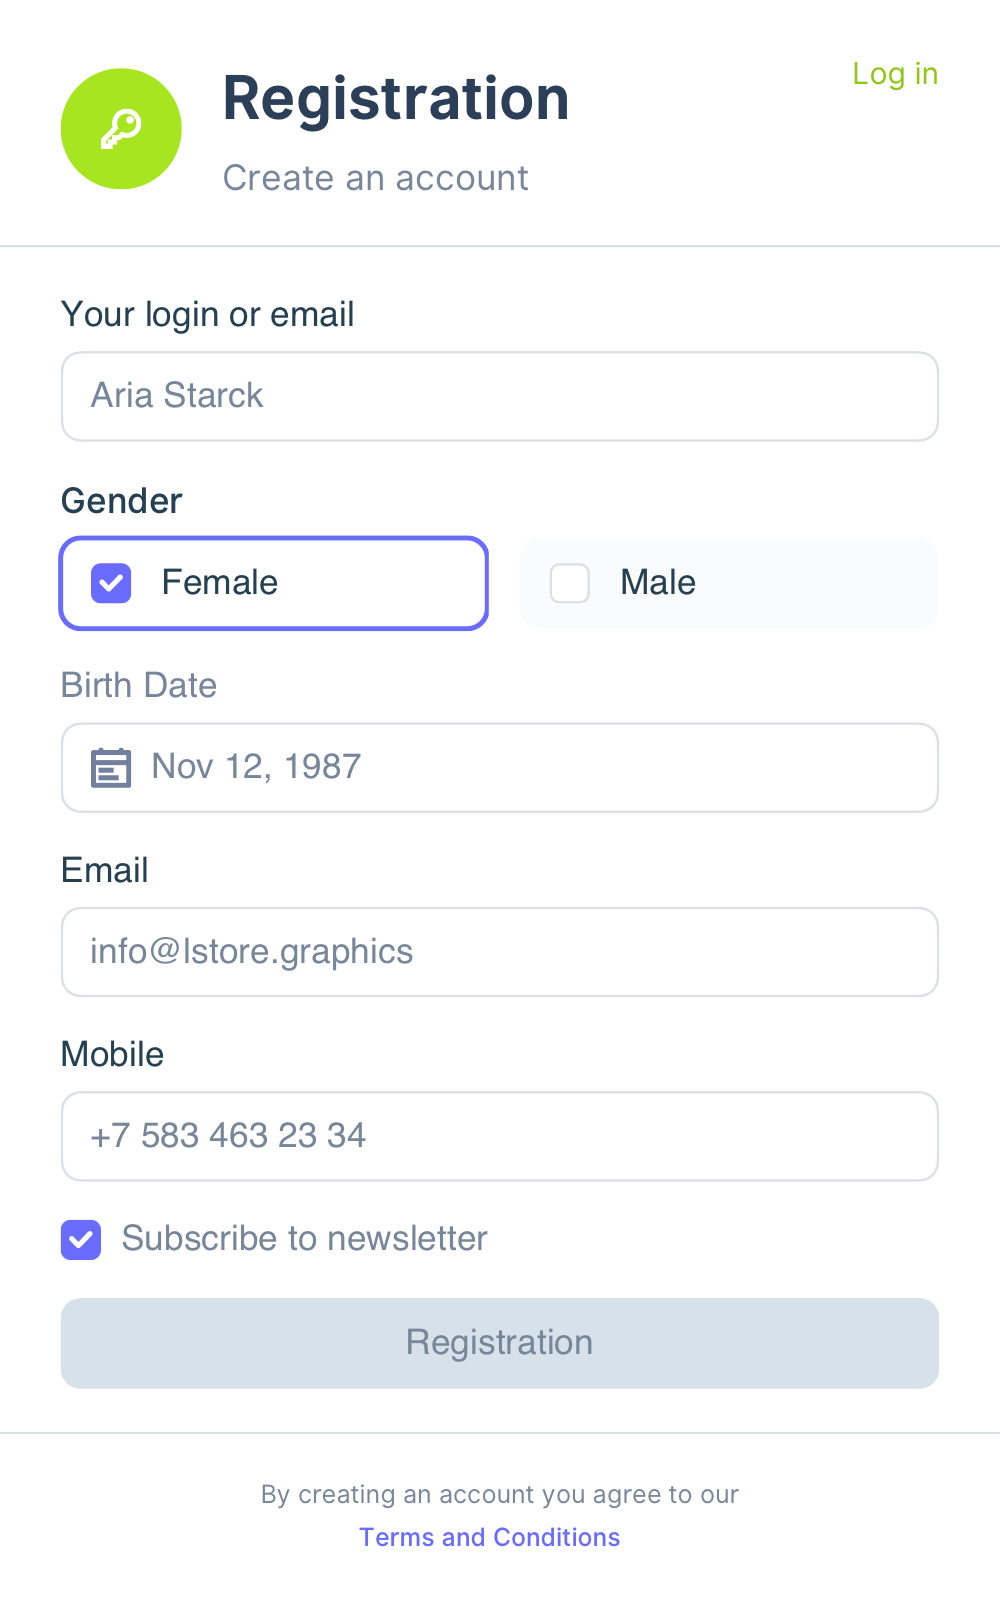 Registration
Log in
Create an account
Your login or email
Aria Starck
Gender
Female
Male
Birth Date
Nov 12, 1987
Email
info@lstore.graphics
Mobile
+7 583 463 23 34
Subscribe to newsletter
Registration
By creating an account you agree to our
Terms and Conditions